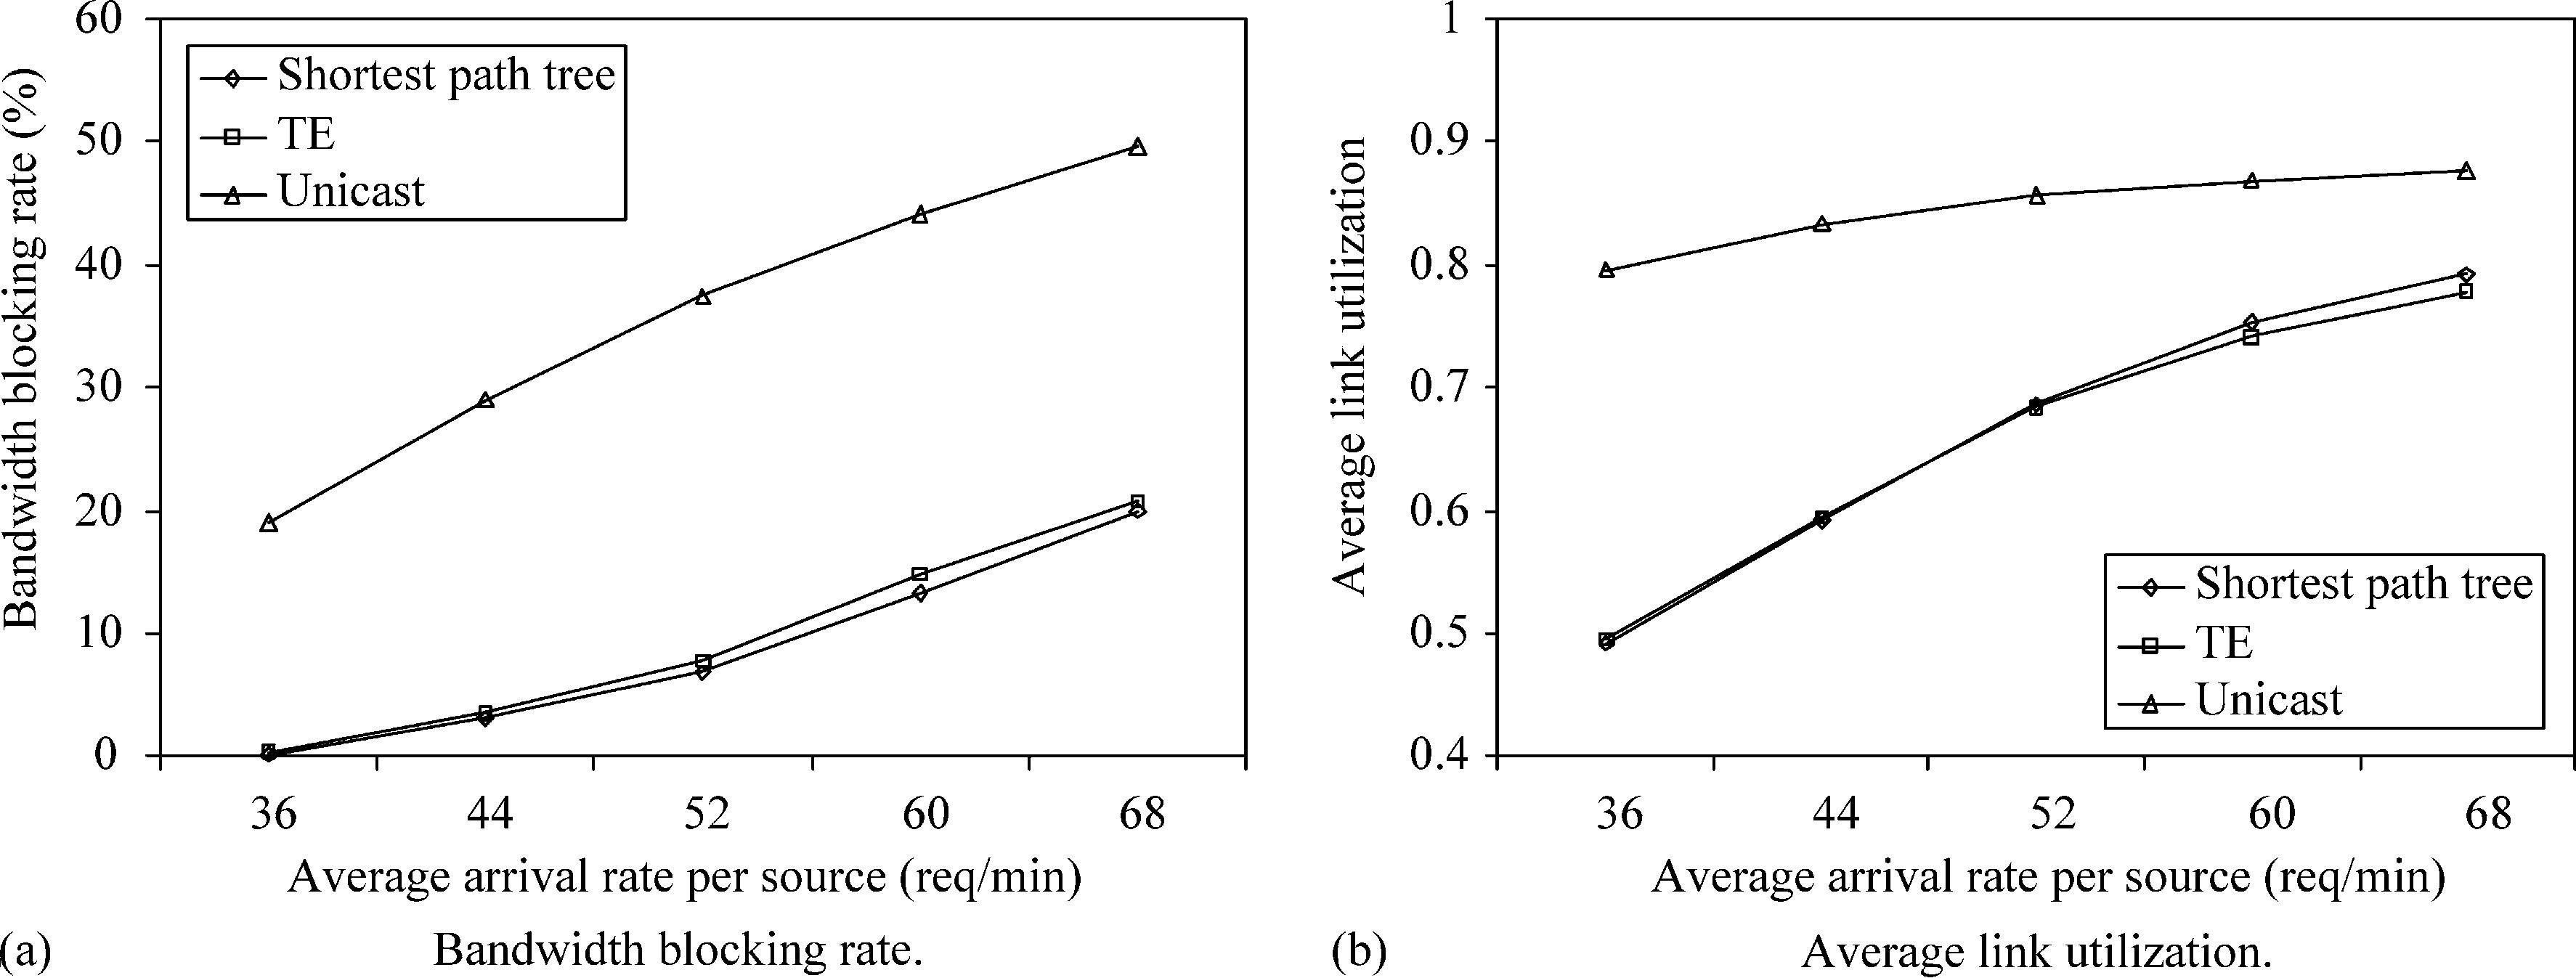 Bandwidth blocking rate (%)
60
50
40
30
20
10
0
Shortest path tree
TE
Unicast
36 44 52 60 68
Average arrival rate per source (req/min)
(a) Bandwidth blocking rate.
Average link utilization
1
0.9
0.8
0.7
0.6
0.5
0.4
Shortest path tree
TE
Unicast
36 44 52 60 68
Average arrival rate per source (req/min)
(b) Average link utilization.